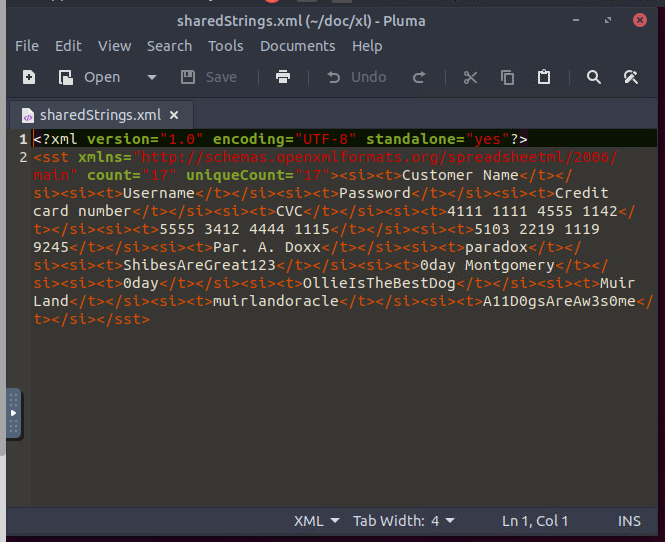 sharedStrings.xml (~/doc/xl) - Pluma
File Edit View Search Tools Documents Help
Open Save Undo
sharedStrings.xml
1 <?xml version="1.0" encoding="UTF-8" standalone="yes"?>
2 <sst xmlns="http://schemas.openxmlformats.org/spreadsheetml/2006/
main" count="17" uniqueCount="17"><si><t>Customer Name</t></
si><si><t>Username</t></si><si><t>Password</t></si><si><t>Credit
card number</t></si><si><t>CVC</t></si><si><t>4111 1111 4555 1142</
t></si><si><t>5555 3412 4444 1115</t></si><si><t>5103 2219 1119
9245</t></si><si><t>Par. A. Doxx</t></si><si><t>paradox</t></
si><si><t>ShibesAreGreat123</t></si><si><t>0day Montgomery</t></
si><si><t>0day</t></si><si><t>OllieIsTheBestDog</t></si><si><t>Muir
Land</t></si><si><t>muirlandoracle</t></si><si><t>A11D0gsAreAw3s0me</
t></si></sst>
XML Tab Width: 4 Ln 1, Col 1 INS